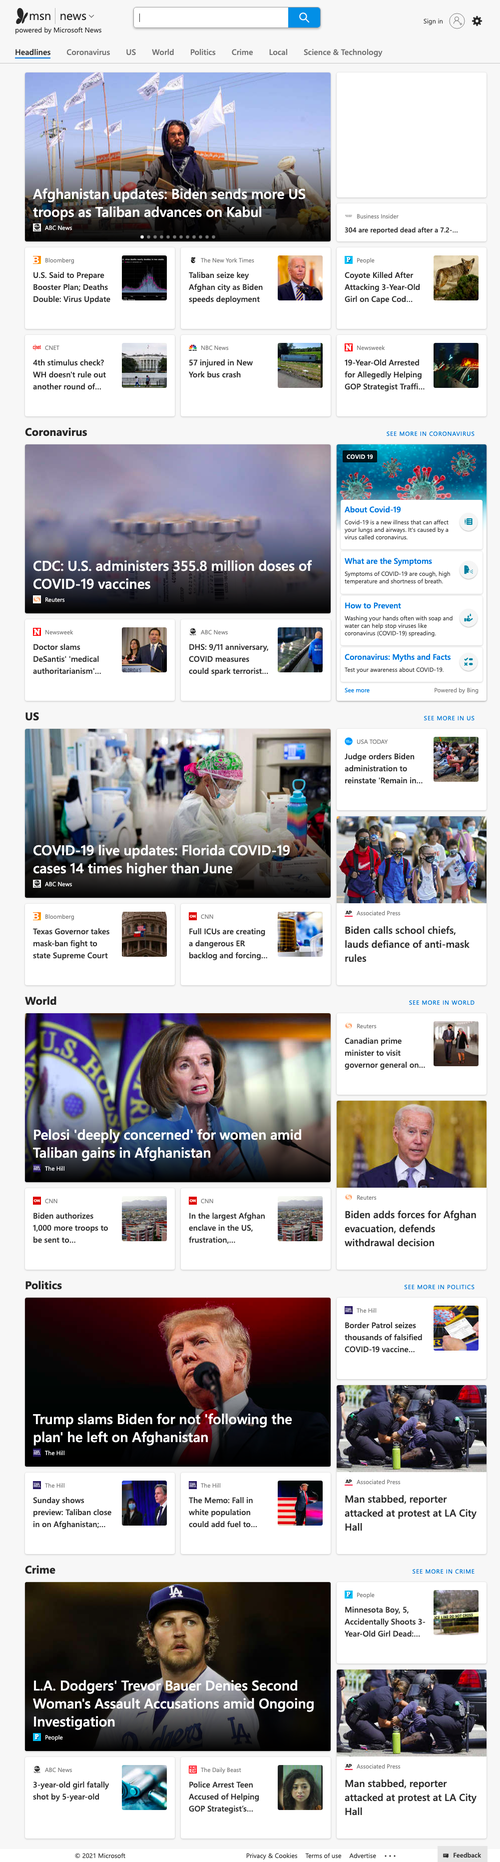 msn | news
powered by Microsoft News
Sign in
Headlines
Coronavirus
US
World
Politics
Crime
Local
Science & Technology
Afghanistan updates: Biden sends more US
troops as Taliban advances on Kabul
ABC News
Business Insider
304 are reported dead after a 7.2-...
Bloomberg
U.S. Said to Prepare
Booster Plan; Deaths
Double: Virus Update
The New York Times
Taliban seize key
Afghan city as Biden
speeds deployment
People
Coyote Killed After
Attacking 3-Year-Old
Girl on Cape Cod...
CNET
4th stimulus check?
WH doesn't rule out
another round of...
NBC News
57 injured in New
York bus crash
Newsweek
19-Year-Old Arrested
for Allegedly Helping
GOP Strategist Traffi...
Coronavirus
SEE MORE IN CORONAVIRUS
CDC: U.S. administers 355.8 million doses of
COVID-19 vaccines
Reuters
COVID 19
About Covid-19
Covid-19 is a new illness that can affect
your lungs and airways. It's caused by a
virus called coronavirus.
What are the Symptoms
Symptoms of COVID-19 are cough, high
temperature and shortness of breath.
How to Prevent
Washing your hands often with soap and
water can help stop viruses like
coronavirus (COVID-19) spreading.
Coronavirus: Myths and Facts
Test your awareness about COVID-19.
See more
Powered by Bing
Newsweek
Doctor slams
DeSantis' 'medical
authoritarianism'...
ABC News
DHS: 9/11 anniversary,
COVID measures
could spark terrorist...
US
SEE MORE IN US
COVID-19 live updates: Florida COVID-19
cases 14 times higher than June
ABC News
USA TODAY
Judge orders Biden
administration to
reinstate 'Remain in...
AP Associated Press
Biden calls school chiefs,
lauds defiance of anti-mask
rules
Bloomberg
Texas Governor takes
mask-ban fight to
state Supreme Court
CNN
Full ICUs are creating
a dangerous ER
backlog and forcing...
World
SEE MORE IN WORLD
Pelosi 'deeply concerned' for women amid
Taliban gains in Afghanistan
The Hill
Reuters
Canadian prime
minister to visit
governor general on...
Reuters
Biden adds forces for Afghan
evacuation, defends
withdrawal decision
CNN
Biden authorizes
1,000 more troops to
be sent to...
CNN
In the largest Afghan
enclave in the US,
frustration,...
Politics
SEE MORE IN POLITICS
Trump slams Biden for not 'following the
plan' he left on Afghanistan
The Hill
The Hill
Border Patrol seizes
thousands of falsified
COVID-19 vaccine...
AP Associated Press
Man stabbed, reporter
attacked at protest at LA City
Hall
The Hill
Sunday shows
preview: Taliban close
in on Afghanistan;...
The Hill
The Memo: Fall in
white population
could add fuel to...
Crime
SEE MORE IN CRIME
L.A. Dodgers' Trevor Bauer Denies Second
Woman's Assault Accusations amid Ongoing
Investigation
People
People
Minnesota Boy, 5,
Accidentally Shoots 3-
Year-Old Girl Dead:...
AP Associated Press
Man stabbed, reporter
attacked at protest at LA City
Hall
ABC News
3-year-old girl fatally
shot by 5-year-old
The Daily Beast
Police Arrest Teen
Accused of Helping
GOP Strategist's...
© 2021 Microsoft
Privacy & Cookies
Terms of use
Advertise
...
Feedback